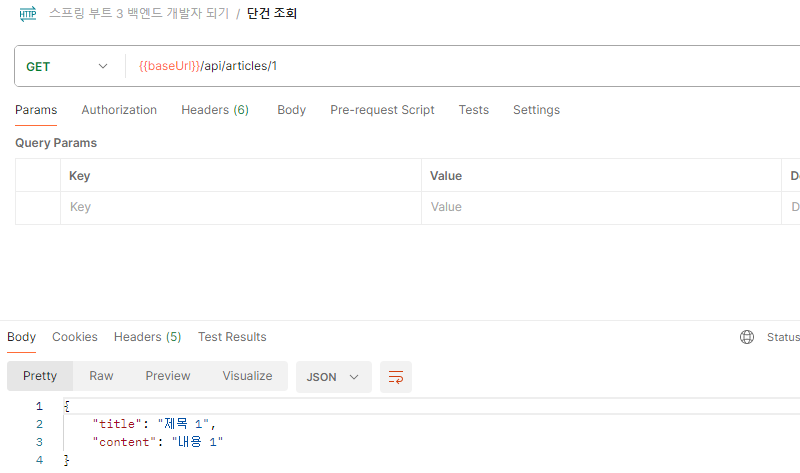 HTTP 스프링 부트 3 백엔드 개발자 되기 / 단건 조회
GET {{baseUrl}}/api/articles/1
Params Authorization Headers (6) Body Pre-request Script Tests Settings
Query Params
Key Value
Key Value D
Body Cookies Headers (5) Test Results Status
Pretty Raw Preview Visualize JSON
1 {
2 "title": "제목 1",
3 "content": "내용 1"
4 }